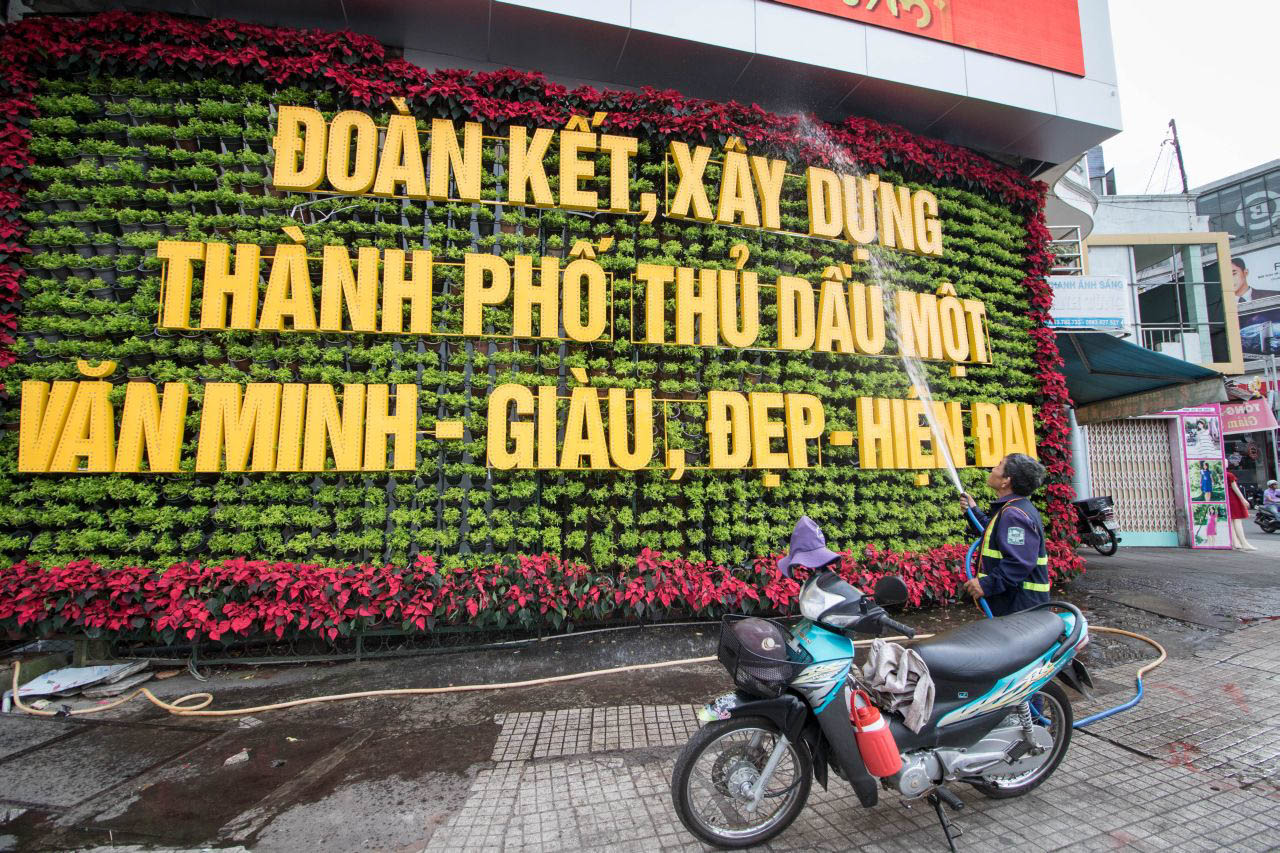 ĐOÀN KẾT, XÂY DỰNG
THÀNH PHỐ THỦ DẦU MỘT
VĂN MINH - GIÀU, ĐẸP - HIỆN ĐẠI